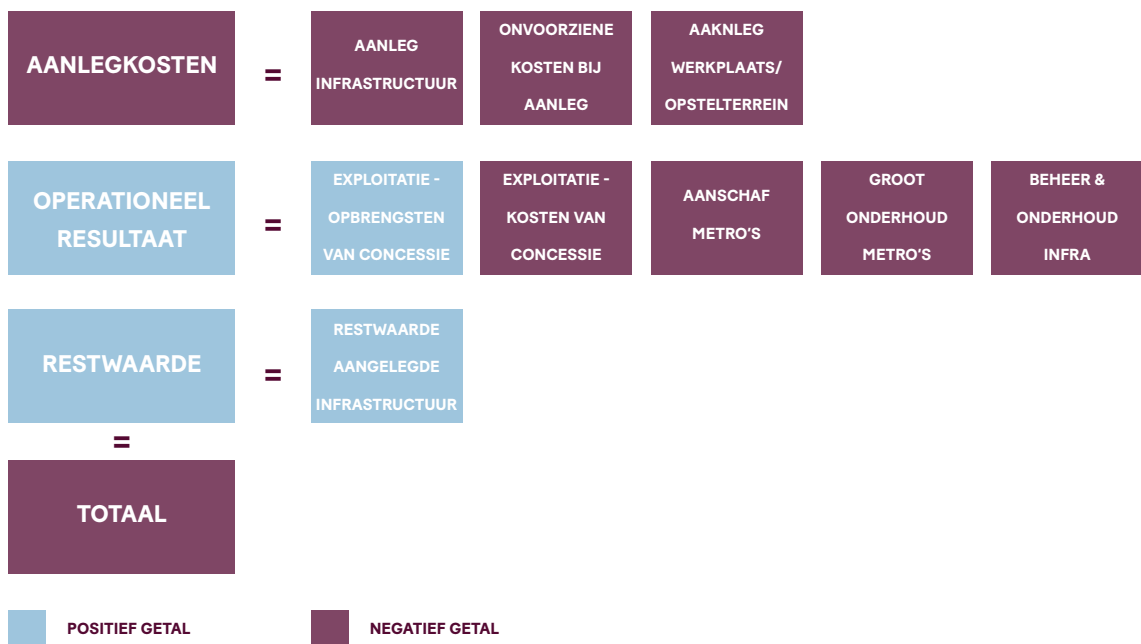 AANLEGKOSTEN
=
AANLEG
INFRASTRUCTUUR
ONVOORZIENE
KOSTEN BIJ
AANLEG
AAKNLEG
WERKPLAATS/
OPSTELTERREIN
OPERATIONEEL
RESULTAAT
=
EXPLOITATIE -
OPBRENGSTEN
VAN CONCESSIE
EXPLOITATIE -
KOSTEN VAN
CONCESSIE
AANSCHAF
METRO'S
GROOT
ONDERHOUD
METRO'S
BEHEER &
ONDERHOUD
INFRA
RESTWAARDE
=
RESTWAARDE
AANGELEGDE
INFRASTRUCTUUR
=
TOTAAL
POSITIEF GETAL
NEGATIEF GETAL